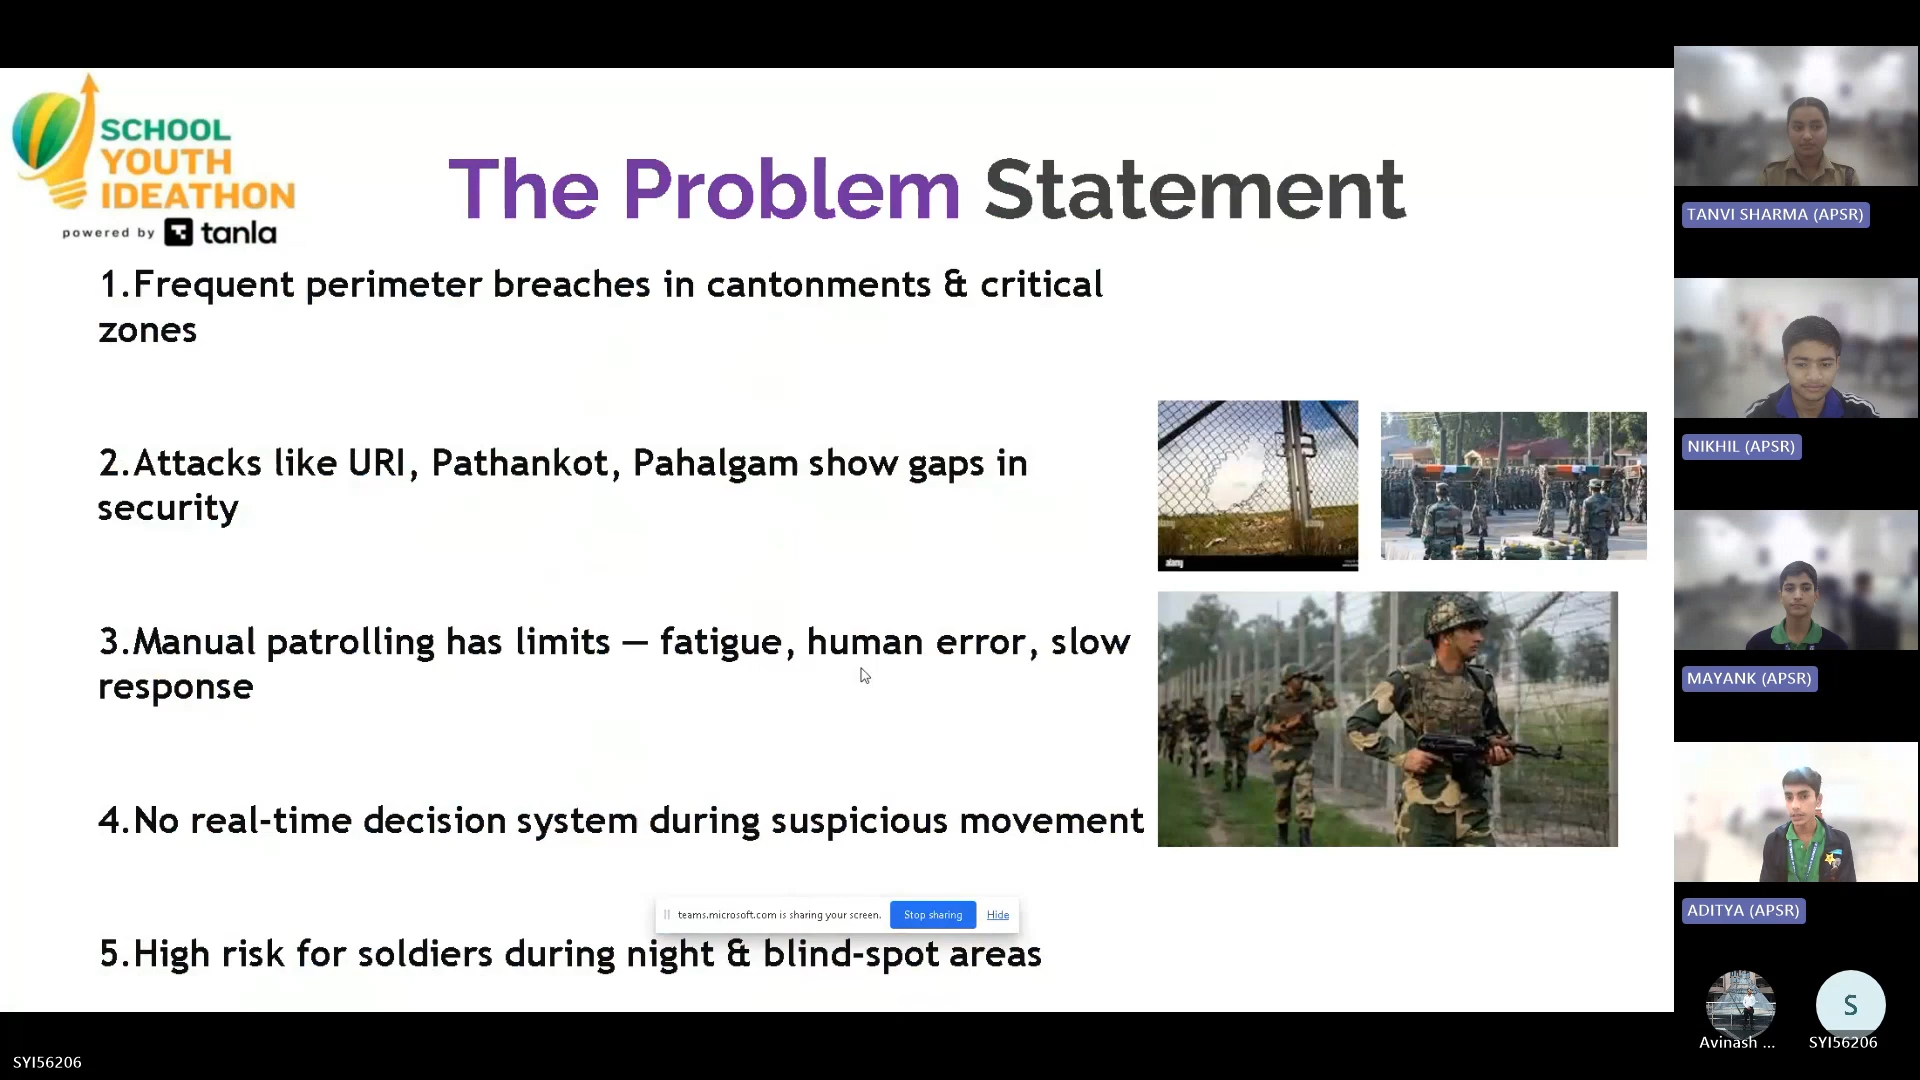 SCHOOL
YOUTH
IDEATHON
powered by tanla
The Problem Statement
1.Frequent perimeter breaches in cantonments & critical
zones
2.Attacks like URI, Pathankot, Pahalgam show gaps in
security
3.Manual patrolling has limits — fatigue, human error, slow
response
4.No real-time decision system during suspicious movement
5.High risk for soldiers during night & blind-spot areas
alamy
teams.microsoft.com is sharing your screen. Stop sharing Hide
TANVI SHARMA (APSR)
NIKHIL (APSR)
MAYANK (APSR)
ADITYA (APSR)
S
Avinash ... SYI56206
SYI56206